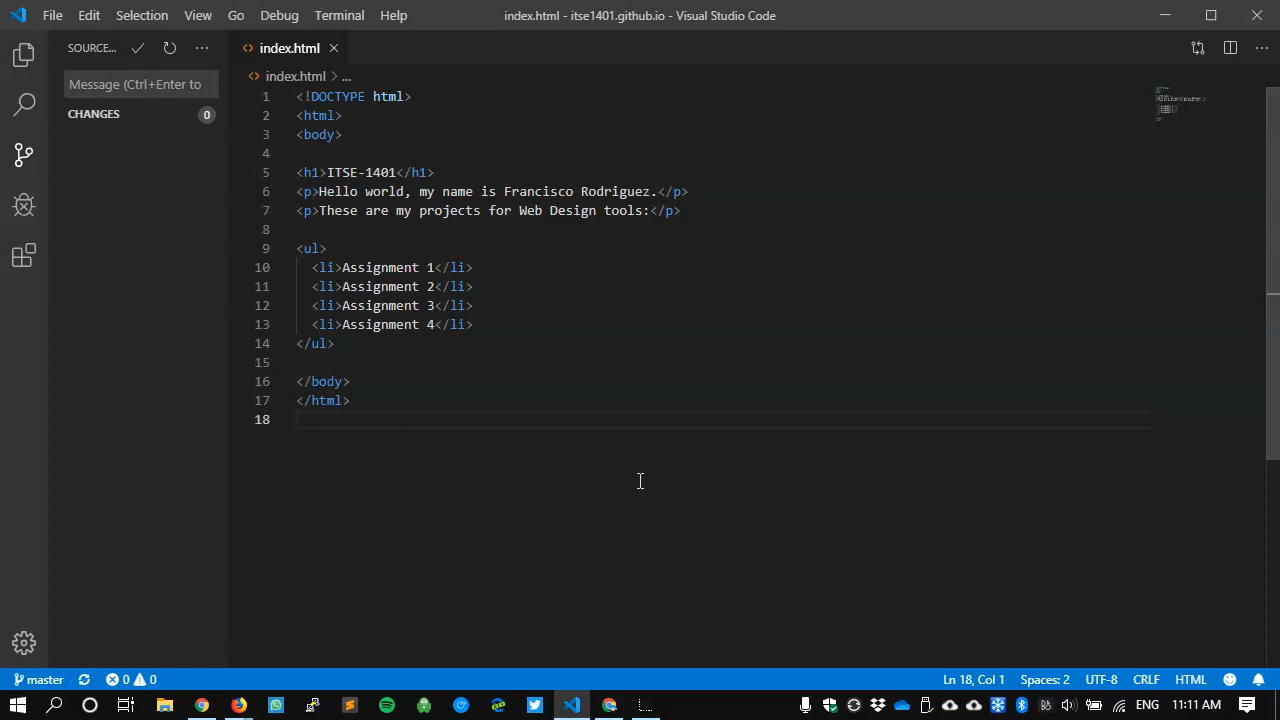 File Edit Selection View Go Debug Terminal Help
index.html - itse1401.github.io - Visual Studio Code
SOURCE...
index.html
Message (Ctrl+Enter to
CHANGES 0
index.html > ...
1 <!DOCTYPE html>
2 <html>
3 <body>
4
5 <h1>ITSE-1401</h1>
6 <p>Hello world, my name is Francisco Rodriguez.</p>
7 <p>These are my projects for Web Design tools:</p>
8
9 <ul>
10 <li>Assignment 1</li>
11 <li>Assignment 2</li>
12 <li>Assignment 3</li>
13 <li>Assignment 4</li>
14 </ul>
15
16 </body>
17 </html>
18
master 0 0
Ln 18, Col 1 Spaces: 2 UTF-8 CRLF HTML
ENG 11:11 AM